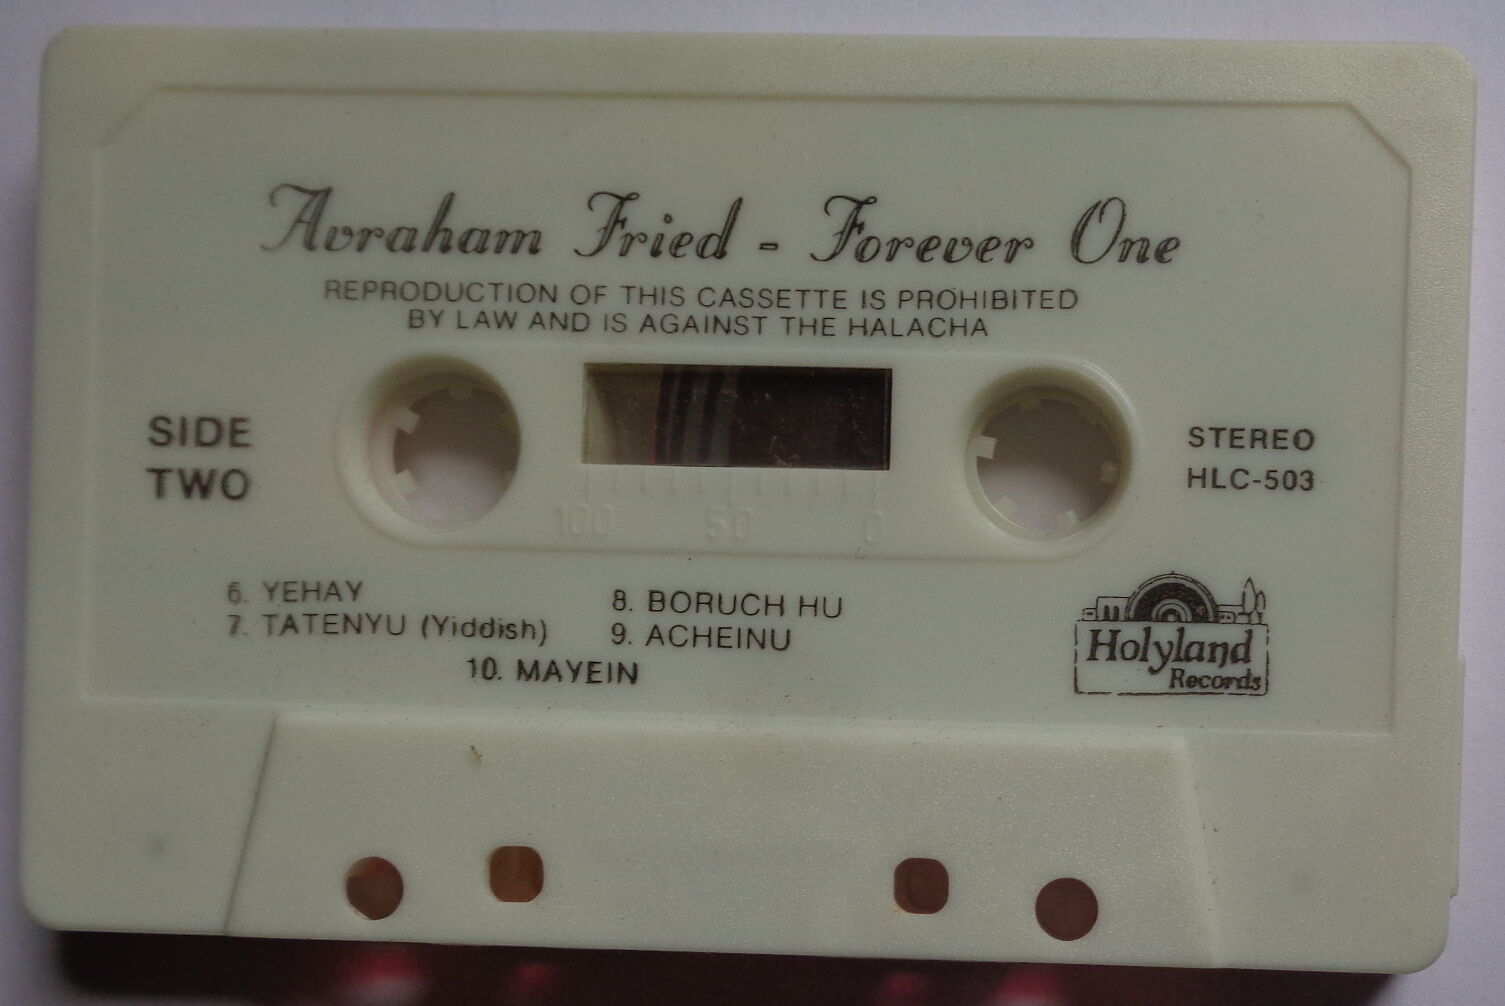 Avraham Fried - Forever One
REPRODUCTION OF THIS CASSETTE IS PROHIBITED
BY LAW AND IS AGAINST THE HALACHA
SIDE
TWO
STEREO
HLC-503
100 50 0
6. YEHAY
7. TATENYU (Yiddish)
8. BORUCH HU
9. ACHEINU
10. MAYEIN
Holyland
Records